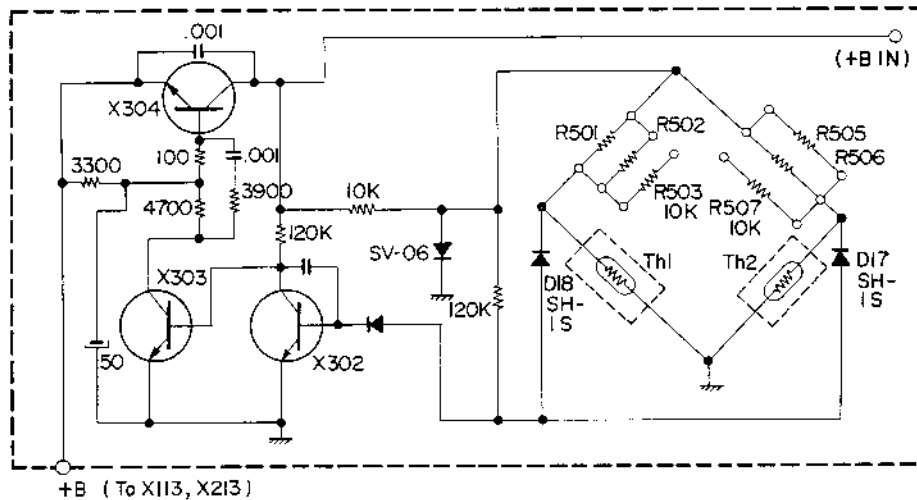 .001
(+B IN)
X304
R501
R502
R505
R506
100
.001
3300
3900
R503
10K
R507
10K
4700
10K
120K
SV-06
Th1
Th2
D18
SH-
1S
D17
SH-
1S
X303
120K
50
X302
+B (To X113, X213)